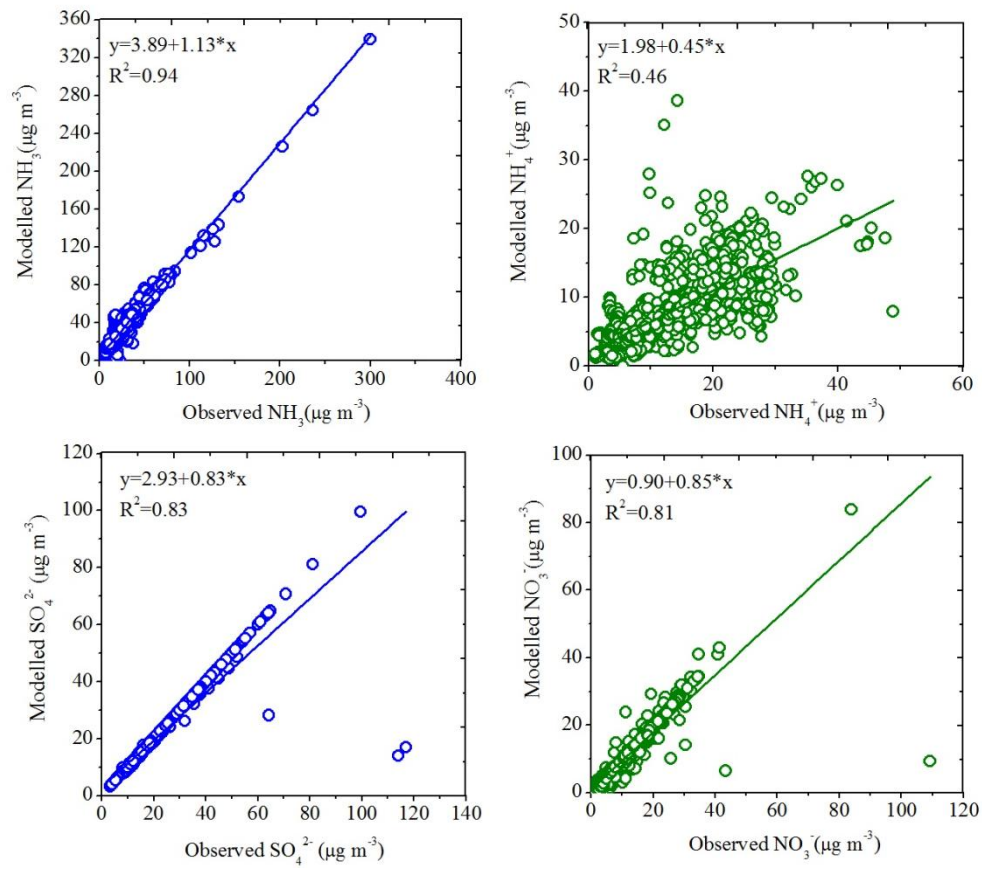 y=3.89+1.13*x
R²=0.94
Modelled NH₃(μg m⁻³)
360
320
280
240
200
160
120
80
40
0
0 100 200 300 400
Observed NH₃(μg m⁻³)
y=1.98+0.45*x
R²=0.46
Modelled NH₄⁺(μg m⁻³)
50
40
30
20
10
0
0 20 40 60
Observed NH₄⁺(μg m⁻³)
y=2.93+0.83*x
R²=0.83
Modelled SO₄²⁻ (μg m⁻³)
120
100
80
60
40
20
0
0 20 40 60 80 100 120 140
Observed SO₄²⁻ (μg m⁻³)
y=0.90+0.85*x
R²=0.81
Modelled NO₃⁻(μg m⁻³)
100
80
60
40
20
0
0 20 40 60 80 100 120
Observed NO₃⁻(μg m⁻³)